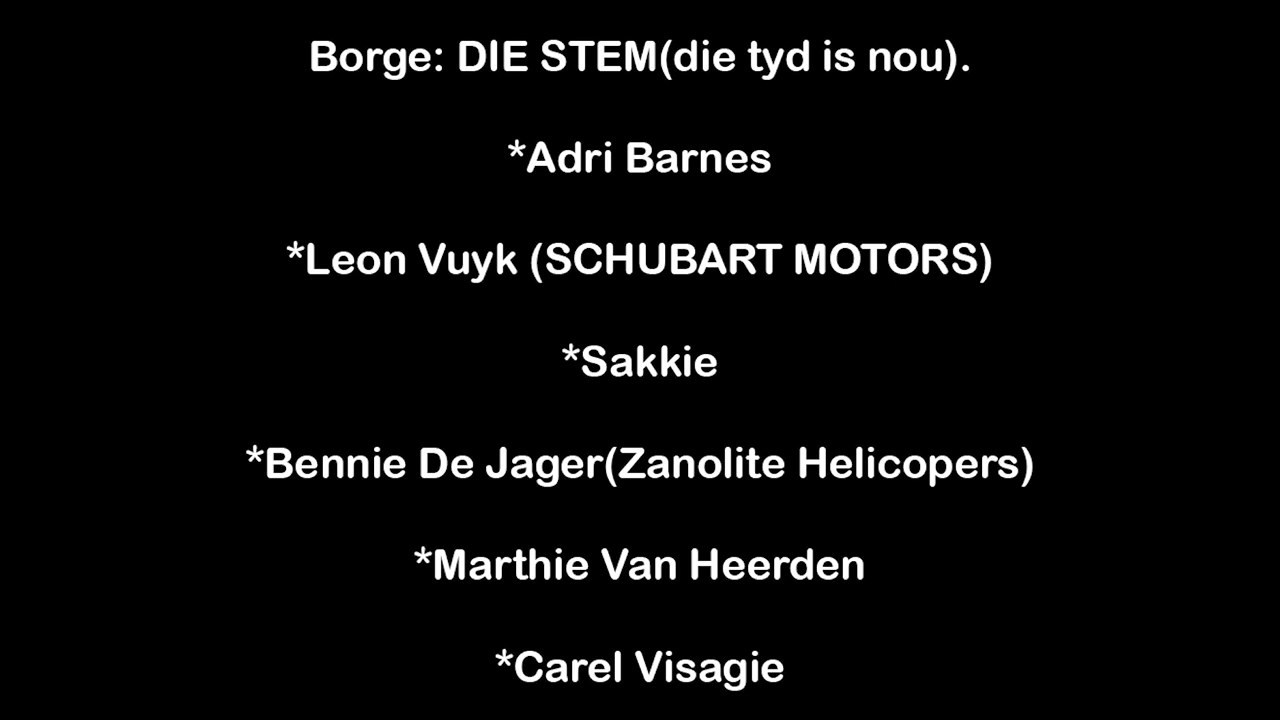 Borge: DIE STEM(die tyd is nou).
*Adri Barnes
*Leon Vuyk (SCHUBART MOTORS)
*Sakkie
*Bennie De Jager(Zanolite Helicopers)
*Marthie Van Heerden
*Carel Visagie